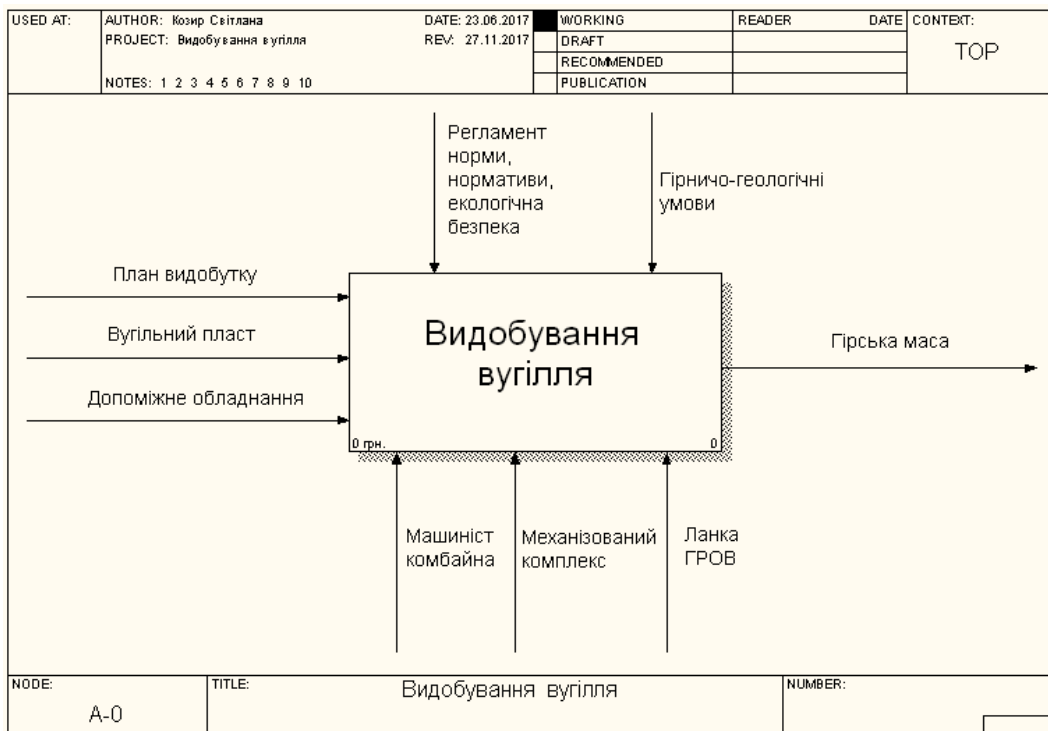 USED AT:
AUTHOR: Козир Світлана
DATE: 23.06.2017
PROJECT: Видобування вугілля
REV: 27.11.2017
NOTES: 1 2 3 4 5 6 7 8 9 10
WORKING
DRAFT
RECOMMENDED
PUBLICATION
READER
DATE
CONTEXT:
TOP
Регламент
норми,
нормативи,
екологічна
безпека
Гірничо-геологічні
умови
План видобутку
Вугільний пласт
Допоміжне обладнання
Видобування
вугілля
0 грн.
0
Гірська маса
Машиніст
комбайна
Механізований
комплекс
Ланка
ГРОВ
NODE:
A-0
TITLE:
Видобування вугілля
NUMBER: